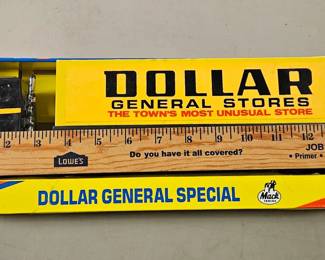 DOLLAR
GENERAL STORES
THE TOWN'S MOST UNUSUAL STORE
2 3 4 5 6 7 8 9 10 11 12
LOWE'S
Do you have it all covered?
JOB
• Primer •
DOLLAR GENERAL SPECIAL
Mack